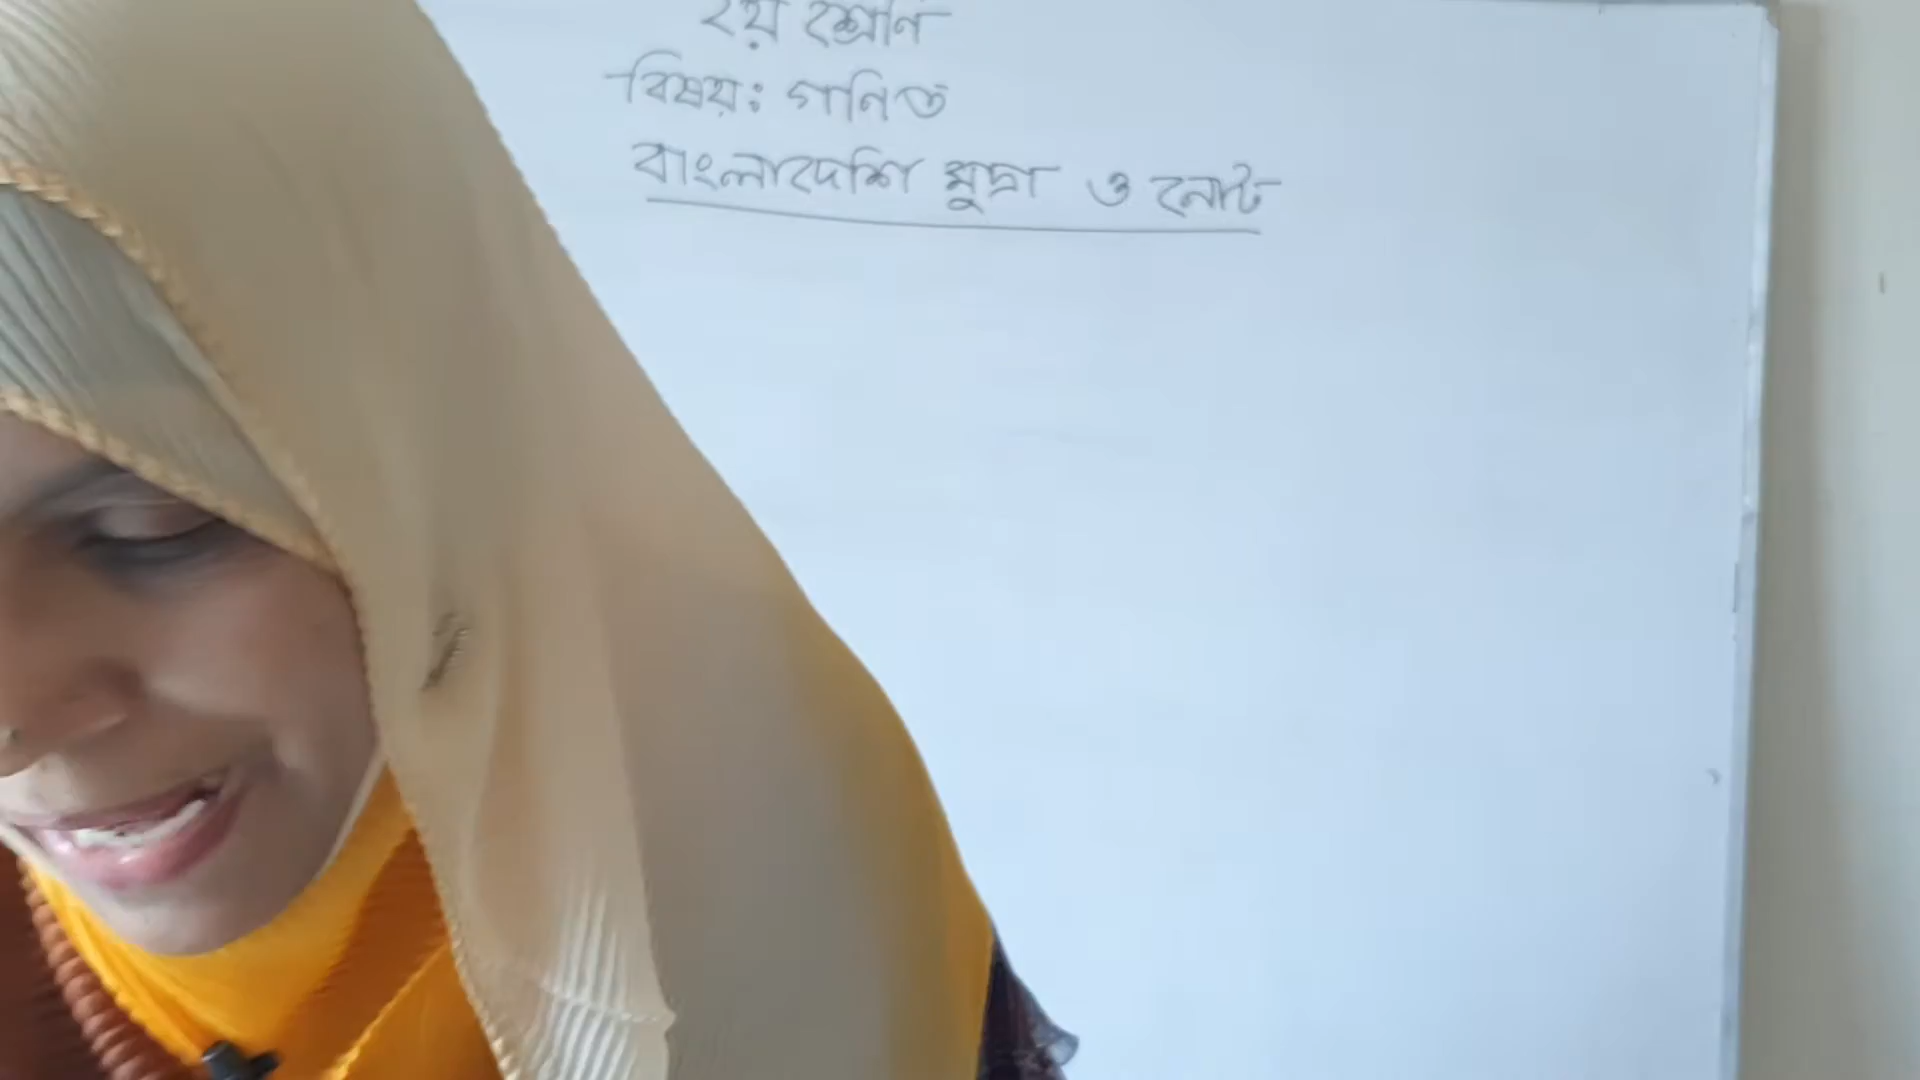 ২য় শ্রেণি
বিষয়ঃ গনিত
বাংলাদেশি মুদ্রা ও নোট